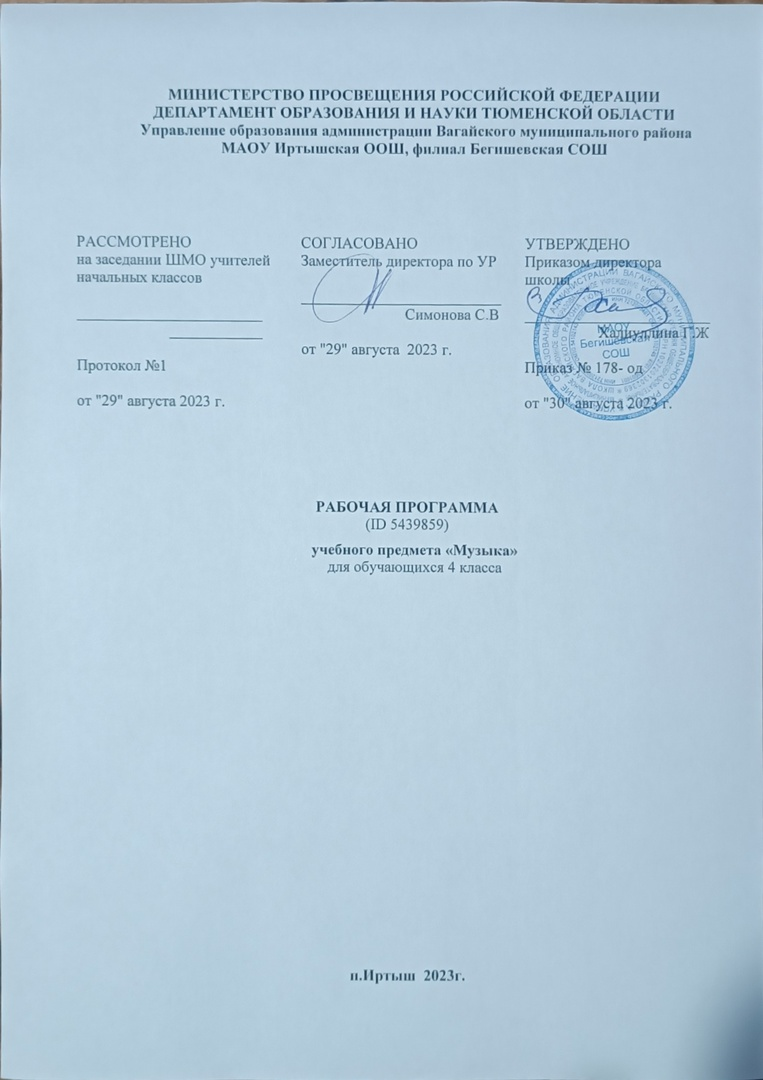 МИНИСТЕРСТВО ПРОСВЕЩЕНИЯ РОССИЙСКОЙ ФЕДЕРАЦИИ
ДЕПАРТАМЕНТ ОБРАЗОВАНИЯ И НАУКИ ТЮМЕНСКОЙ ОБЛАСТИ
Управление образования администрации Вагайского муниципального района
МАОУ Иртышская ООШ, филиал Бегишевская СОШ
РАССМОТРЕНО
на заседании ШМО учителей
начальных классов
Протокол №1
от "29" августа 2023 г.
СОГЛАСОВАНО
Заместитель директора по УР
Симонова С.В
от "29" августа 2023 г.
УТВЕРЖДЕНО
Приказом директора
школы
Халиуллина Г.Ж
МАОУ
Бегишевская
СОШ
Приказ № 178- од
от "30" августа 2023 г.
РАБОЧАЯ ПРОГРАММА
(ID 5439859)
учебного предмета «Музыка»
для обучающихся 4 класса
п.Иртыш 2023г.